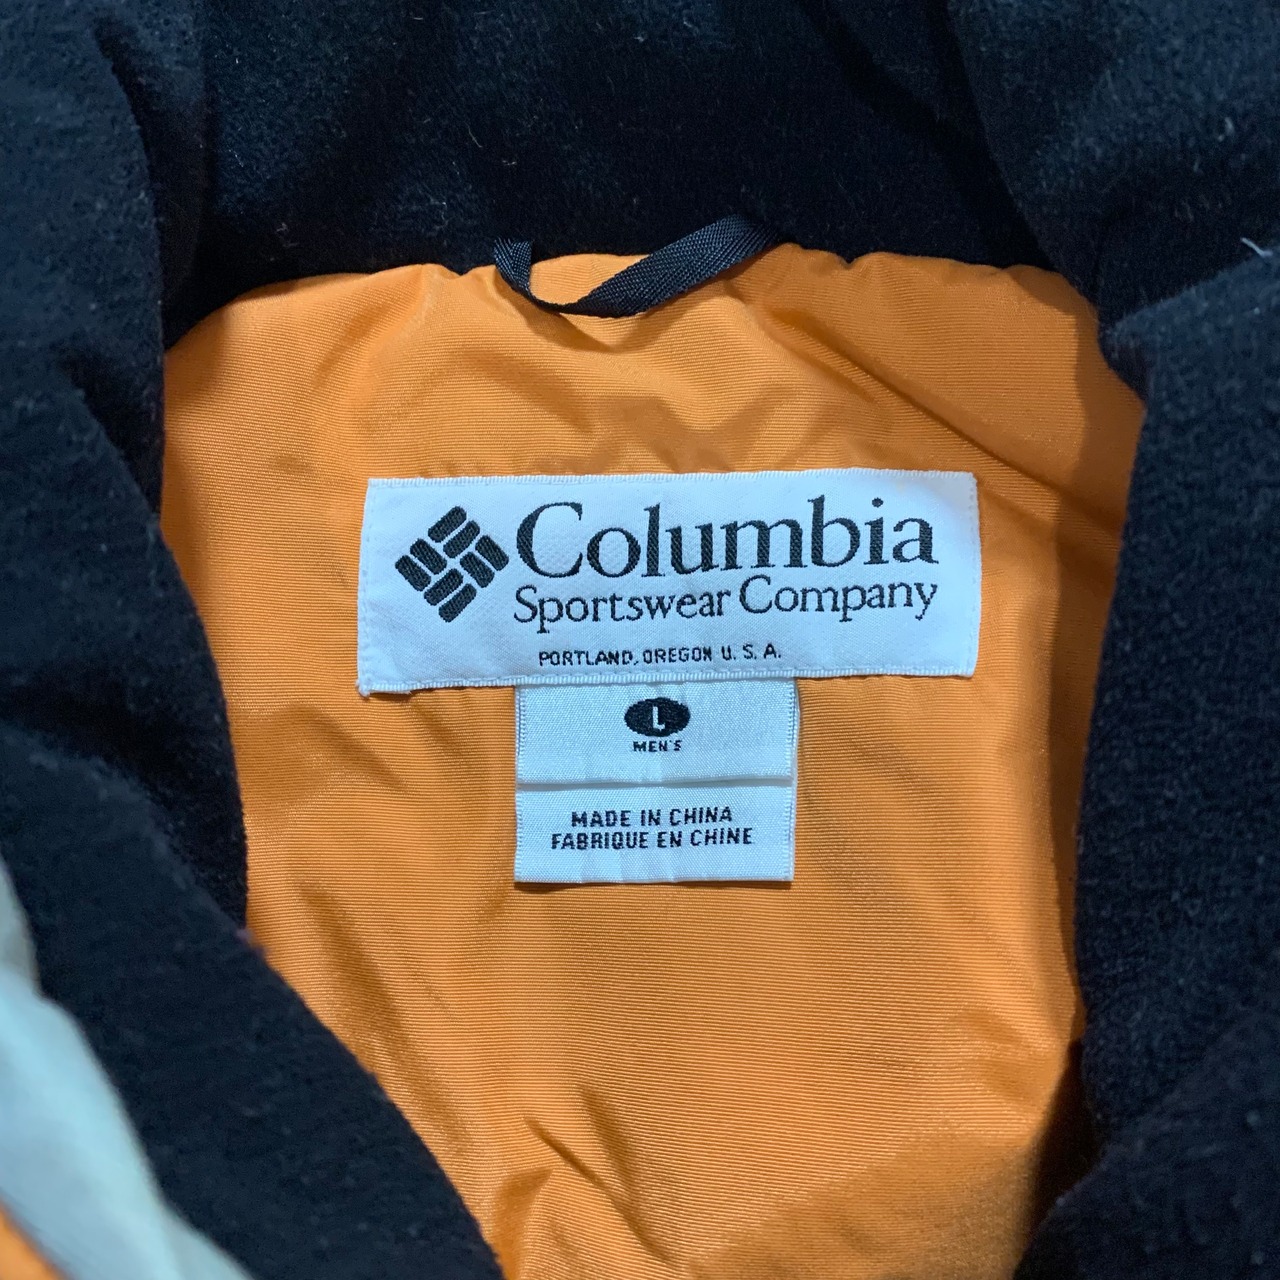 Columbia
Sportswear Company
PORTLAND, OREGON U.S.A.
L
MEN'S
MADE IN CHINA
FABRIQUE EN CHINE